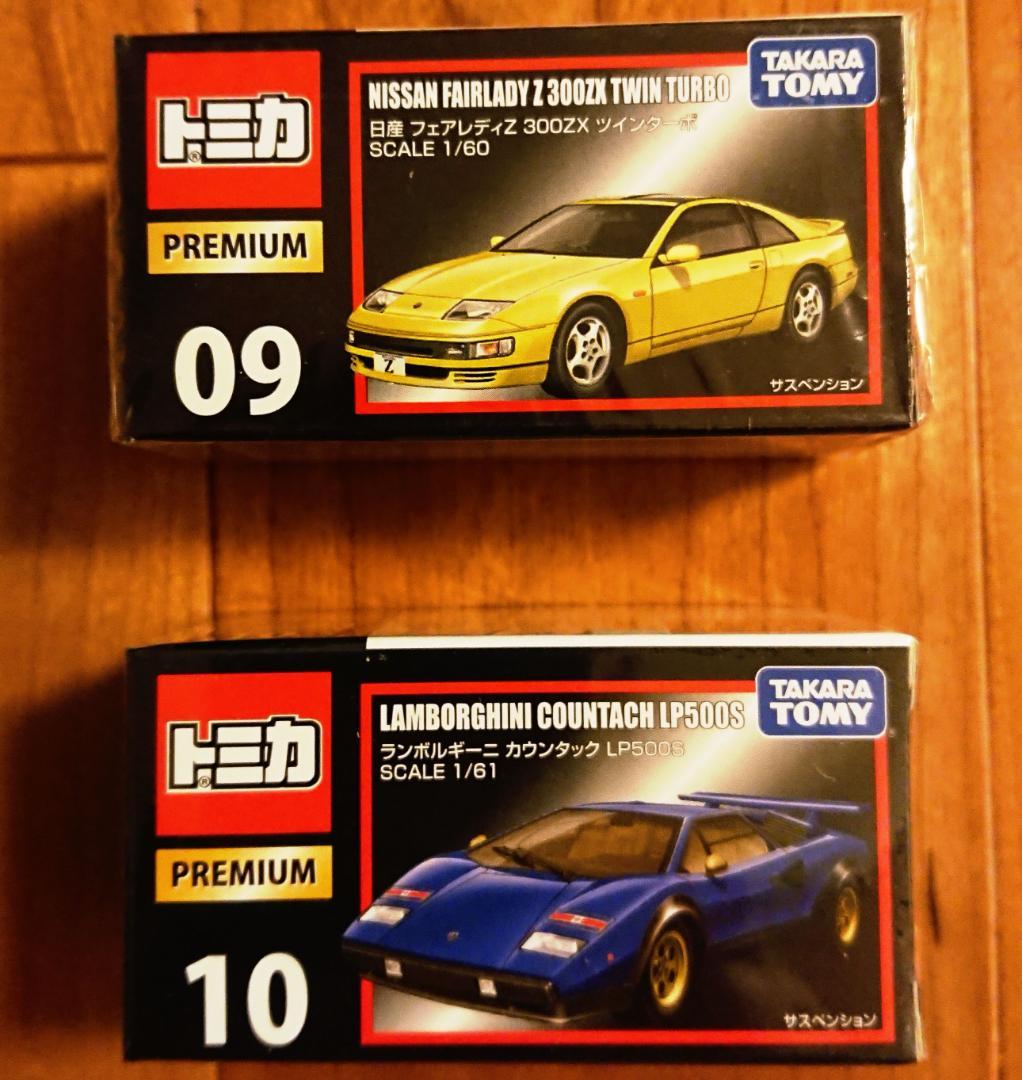 トミカ®
PREMIUM
09
NISSAN FAIRLADY Z 300ZX TWIN TURBO
日産 フェアレディZ 300ZX ツインターボ
SCALE 1/60
TAKARA
TOMY
Z
サスペンション
トミカ®
PREMIUM
10
LAMBORGHINI COUNTACH LP500S
ランボルギーニ カウンタック LP500S
SCALE 1/61
TAKARA
TOMY
サスペンション